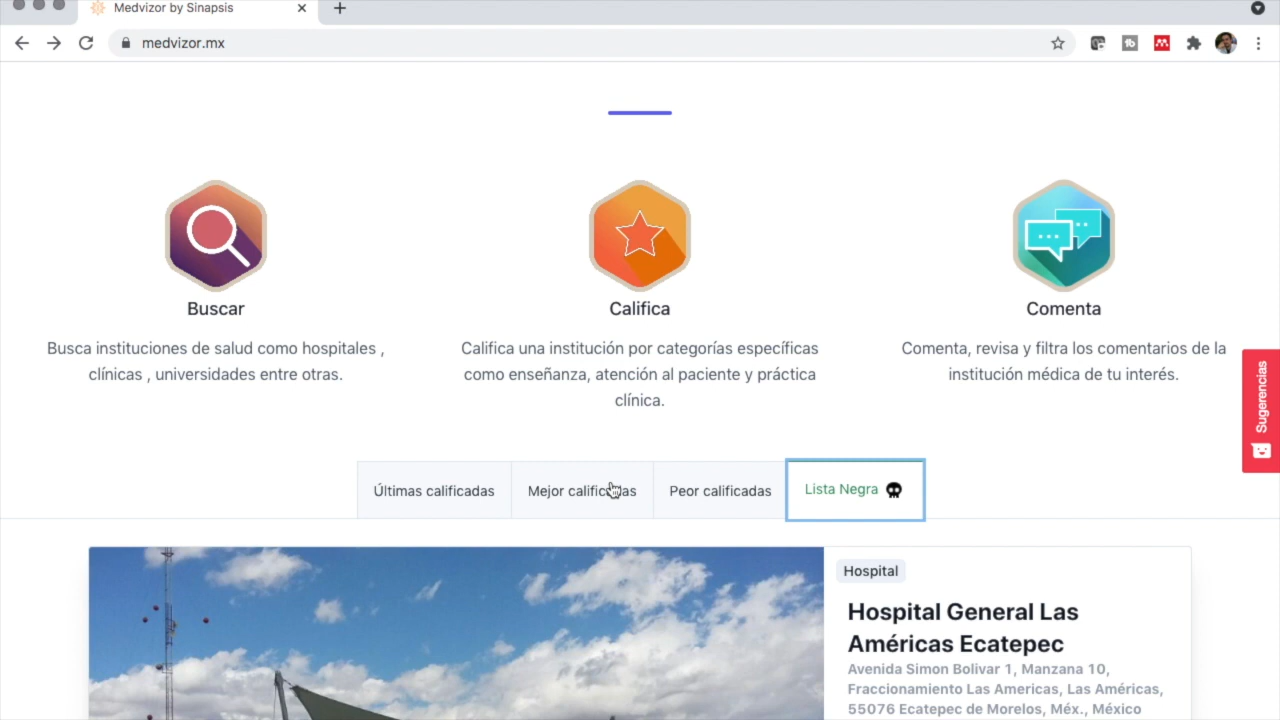 Medvizor by Sinapsis
medvizor.mx
Buscar
Busca instituciones de salud como hospitales ,
clínicas , universidades entre otras.
Califica
Califica una institución por categorías específicas
como enseñanza, atención al paciente y práctica
clínica.
Comenta
Comenta, revisa y filtra los comentarios de la
institución médica de tu interés.
Sugerencias
Últimas calificadas
Mejor calificadas
Peor calificadas
Lista Negra
Hospital
Hospital General Las
Américas Ecatepec
Avenida Simon Bolivar 1, Manzana 10,
Fraccionamiento Las Americas, Las Américas,
55076 Ecatepec de Morelos, Méx., México